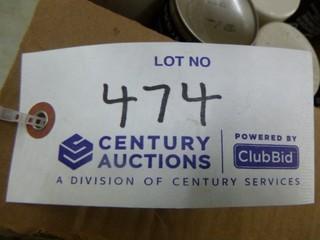 LOT NO
474
CENTURY AUCTIONS
POWERED BY
ClubBid
A DIVISION OF CENTURY SERVICES